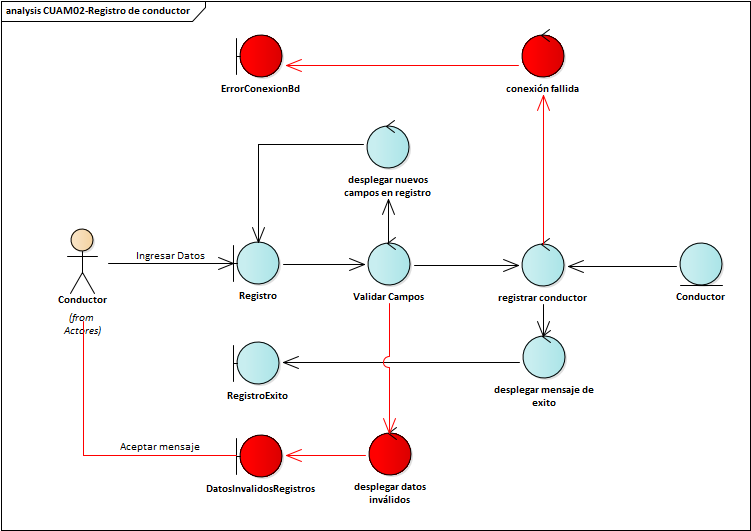 analysis CUAM02-Registro de conductor
ErrorConexionBd
conexión fallida
desplegar nuevos
campos en registro
Ingresar Datos
Conductor
(from
Actores)
Registro
Validar Campos
registrar conductor
Conductor
RegistroExito
desplegar mensaje de
exito
Aceptar mensaje
DatosInvalidosRegistros
desplegar datos
inválidos